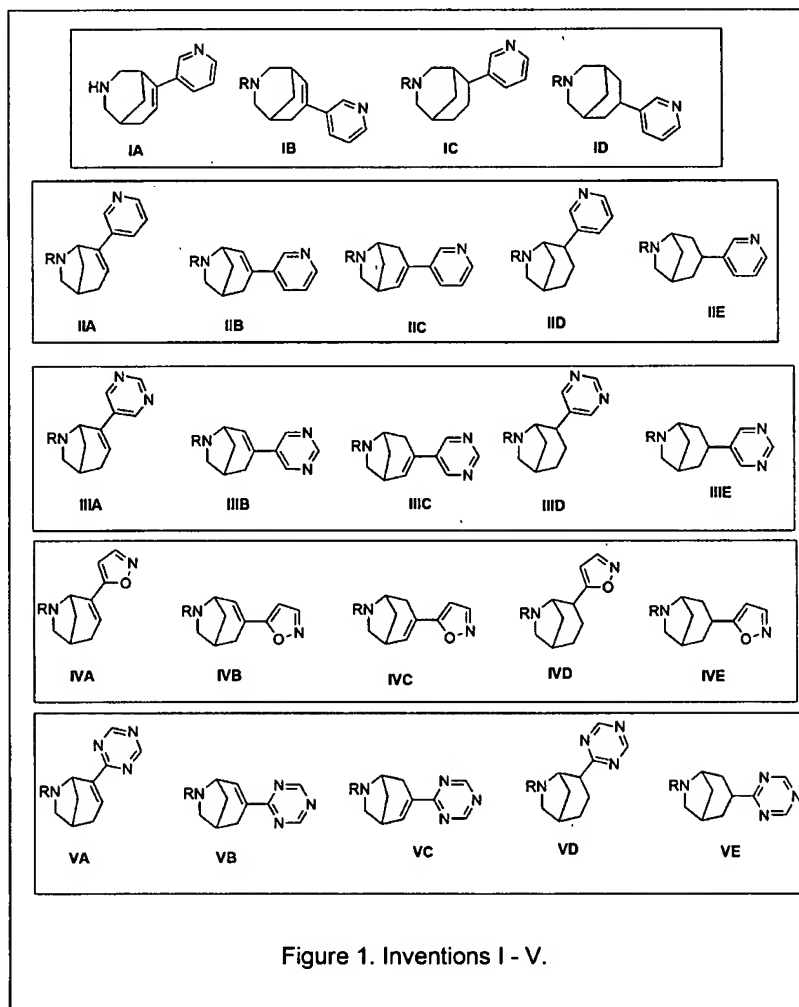 N N
HN RN N RN RN N
IA IB IC ID
N N
RN RN N RN N RN RN N
IIA IIB IIC IID IIE
N N N N
RN RN N N RN N N RN RN N N
IIIA IIIB IIIC IIID IIIE
N O N O
RN RN O-N RN O-N RN RN O-N
IVA IVB IVC IVD IVE
N N N N N N
RN RN N N N RN N N N RN RN N N N
VA VB VC VD VE
Figure 1. Inventions I - V.